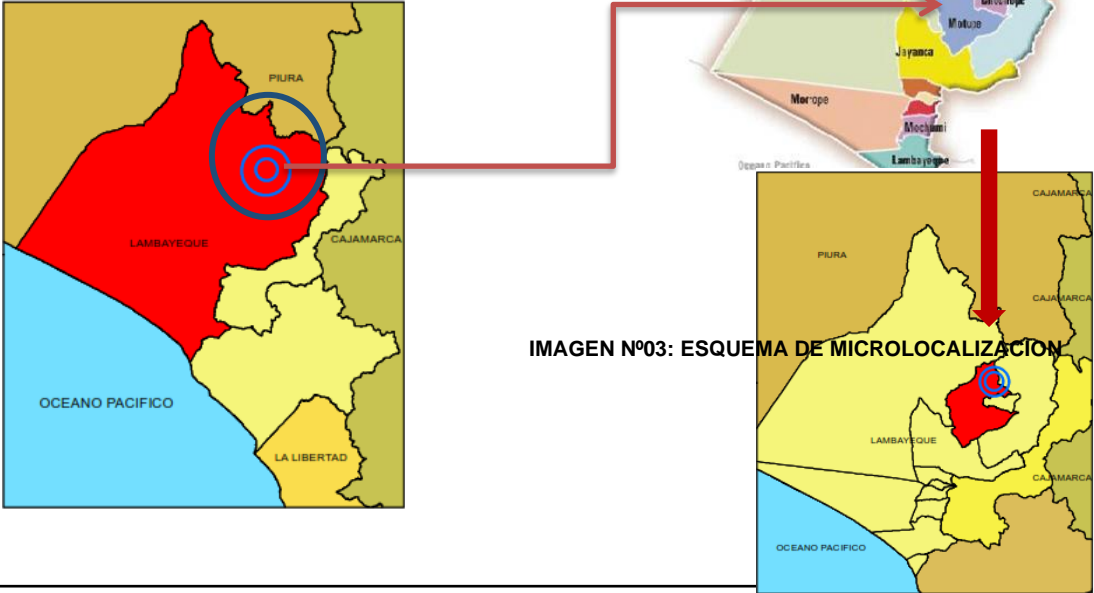 PIURA
LAMBAYEQUE
CAJAMARCA
OCEANO PACIFICO
LA LIBERTAD
Motupe
Jayanca
Morrope
Mochumi
Lambayeque
Oceano Pacifico
IMAGEN Nº03: ESQUEMA DE MICROLOCALIZACION
CAJAMARCA
PIURA
CAJAMARCA
LAMBAYEQUE
CAJAMARCA
OCEANO PACIFICO